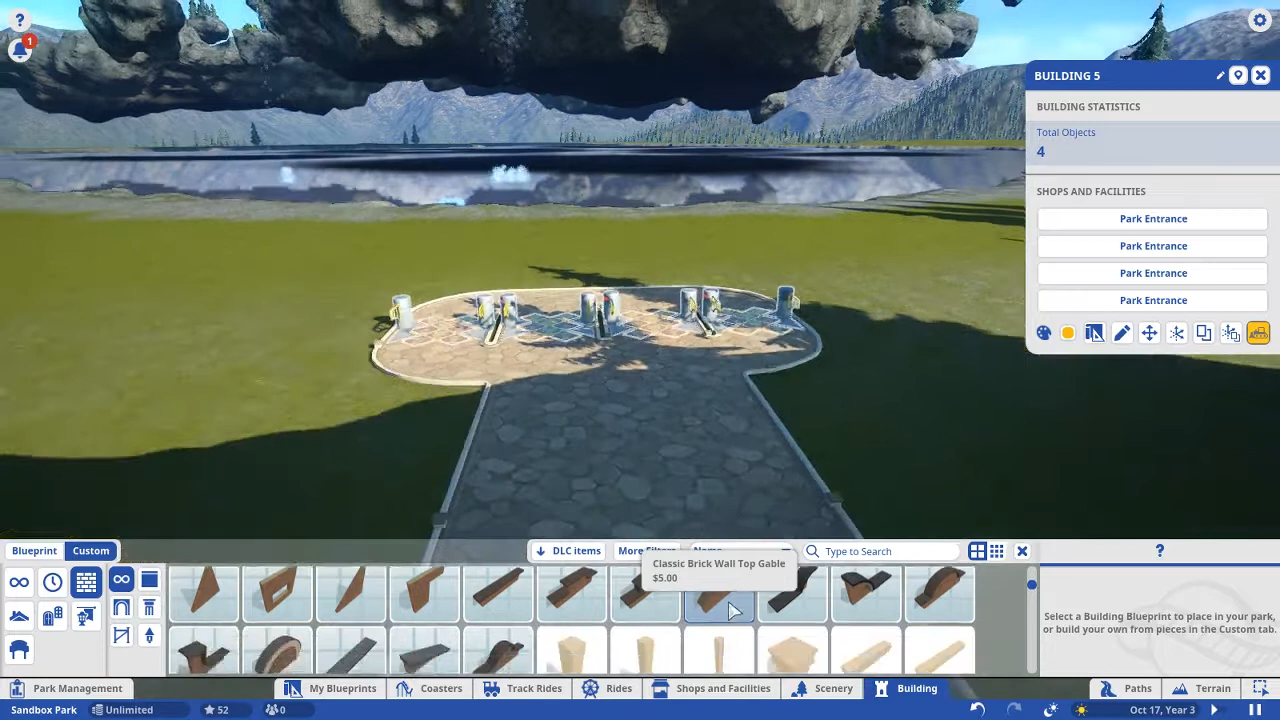 ?
1
BUILDING 5
BUILDING STATISTICS
Total Objects
4
SHOPS AND FACILITIES
Park Entrance
Park Entrance
Park Entrance
Park Entrance
Blueprint
Custom
DLC items
Type to Search
?
Classic Brick Wall Top Gable
$5.00
Select a Building Blueprint to place in your park,
or build your own from pieces in the Custom tab.
Park Management
My Blueprints
Coasters
Track Rides
Rides
Shops and Facilities
Scenery
Building
Paths
Terrain
Sandbox Park
Unlimited
52
0
Oct 17, Year 3